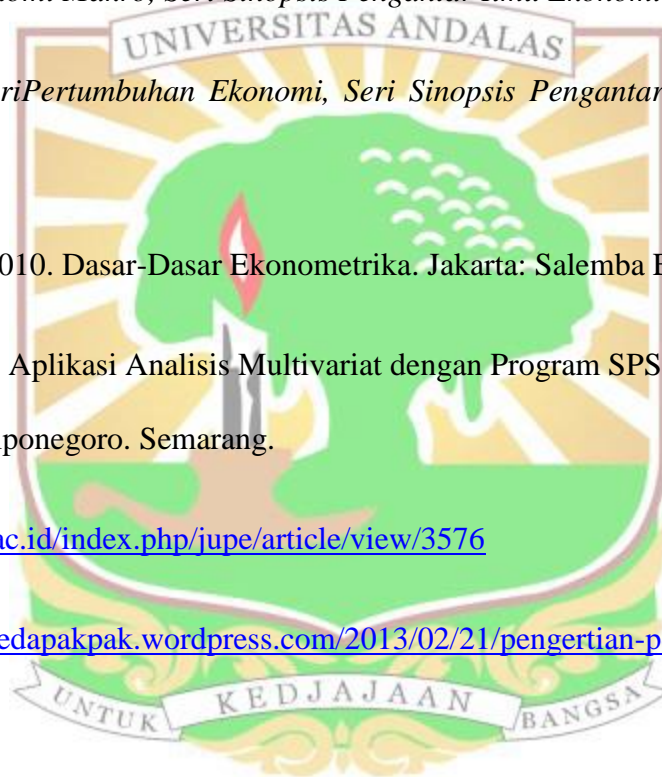 nomi Makro, Seri Sinopsis Pengantar Ilmu Ekonomi
UNIVERSITAS ANDALAS
riPertumbuhan Ekonomi, Seri Sinopsis Pengantar
010. Dasar-Dasar Ekonometrika. Jakarta: Salemba E
. Aplikasi Analisis Multivariat dengan Program SPS
iponegoro. Semarang.
ac.id/index.php/jupe/article/view/3576
edapakpak.wordpress.com/2013/02/21/pengertian-p
UNTUK KEDJAJAAN BANGSA